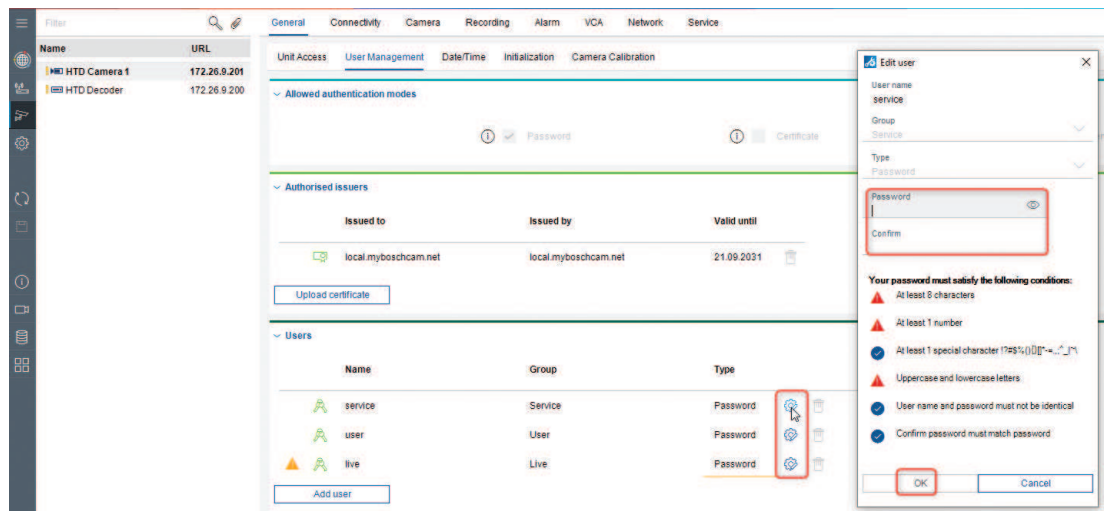 Filter
General Connectivity Camera Recording Alarm VCA Network Service
Name URL
HTD Camera 1 172.26.9.201
HTD Decoder 172.26.9.200
Unit Access User Management Date/Time Initialization Camera Calibration
Allowed authentication modes
Password Certificate
Authorised issuers
Issued to Issued by Valid until
local.myboschcam.net local.myboschcam.net 21.09.2031
Upload certificate
Users
Name Group Type
service Service Password
user User Password
live Live Password
Add user
Edit user
User name
service
Group
Service
Type
Password
Password
Confirm
Your password must satisfy the following conditions:
At least 8 characters
At least 1 number
At least 1 special character
Uppercase and lowercase letters
User name and password must not be identical
Confirm password must match password
OK Cancel